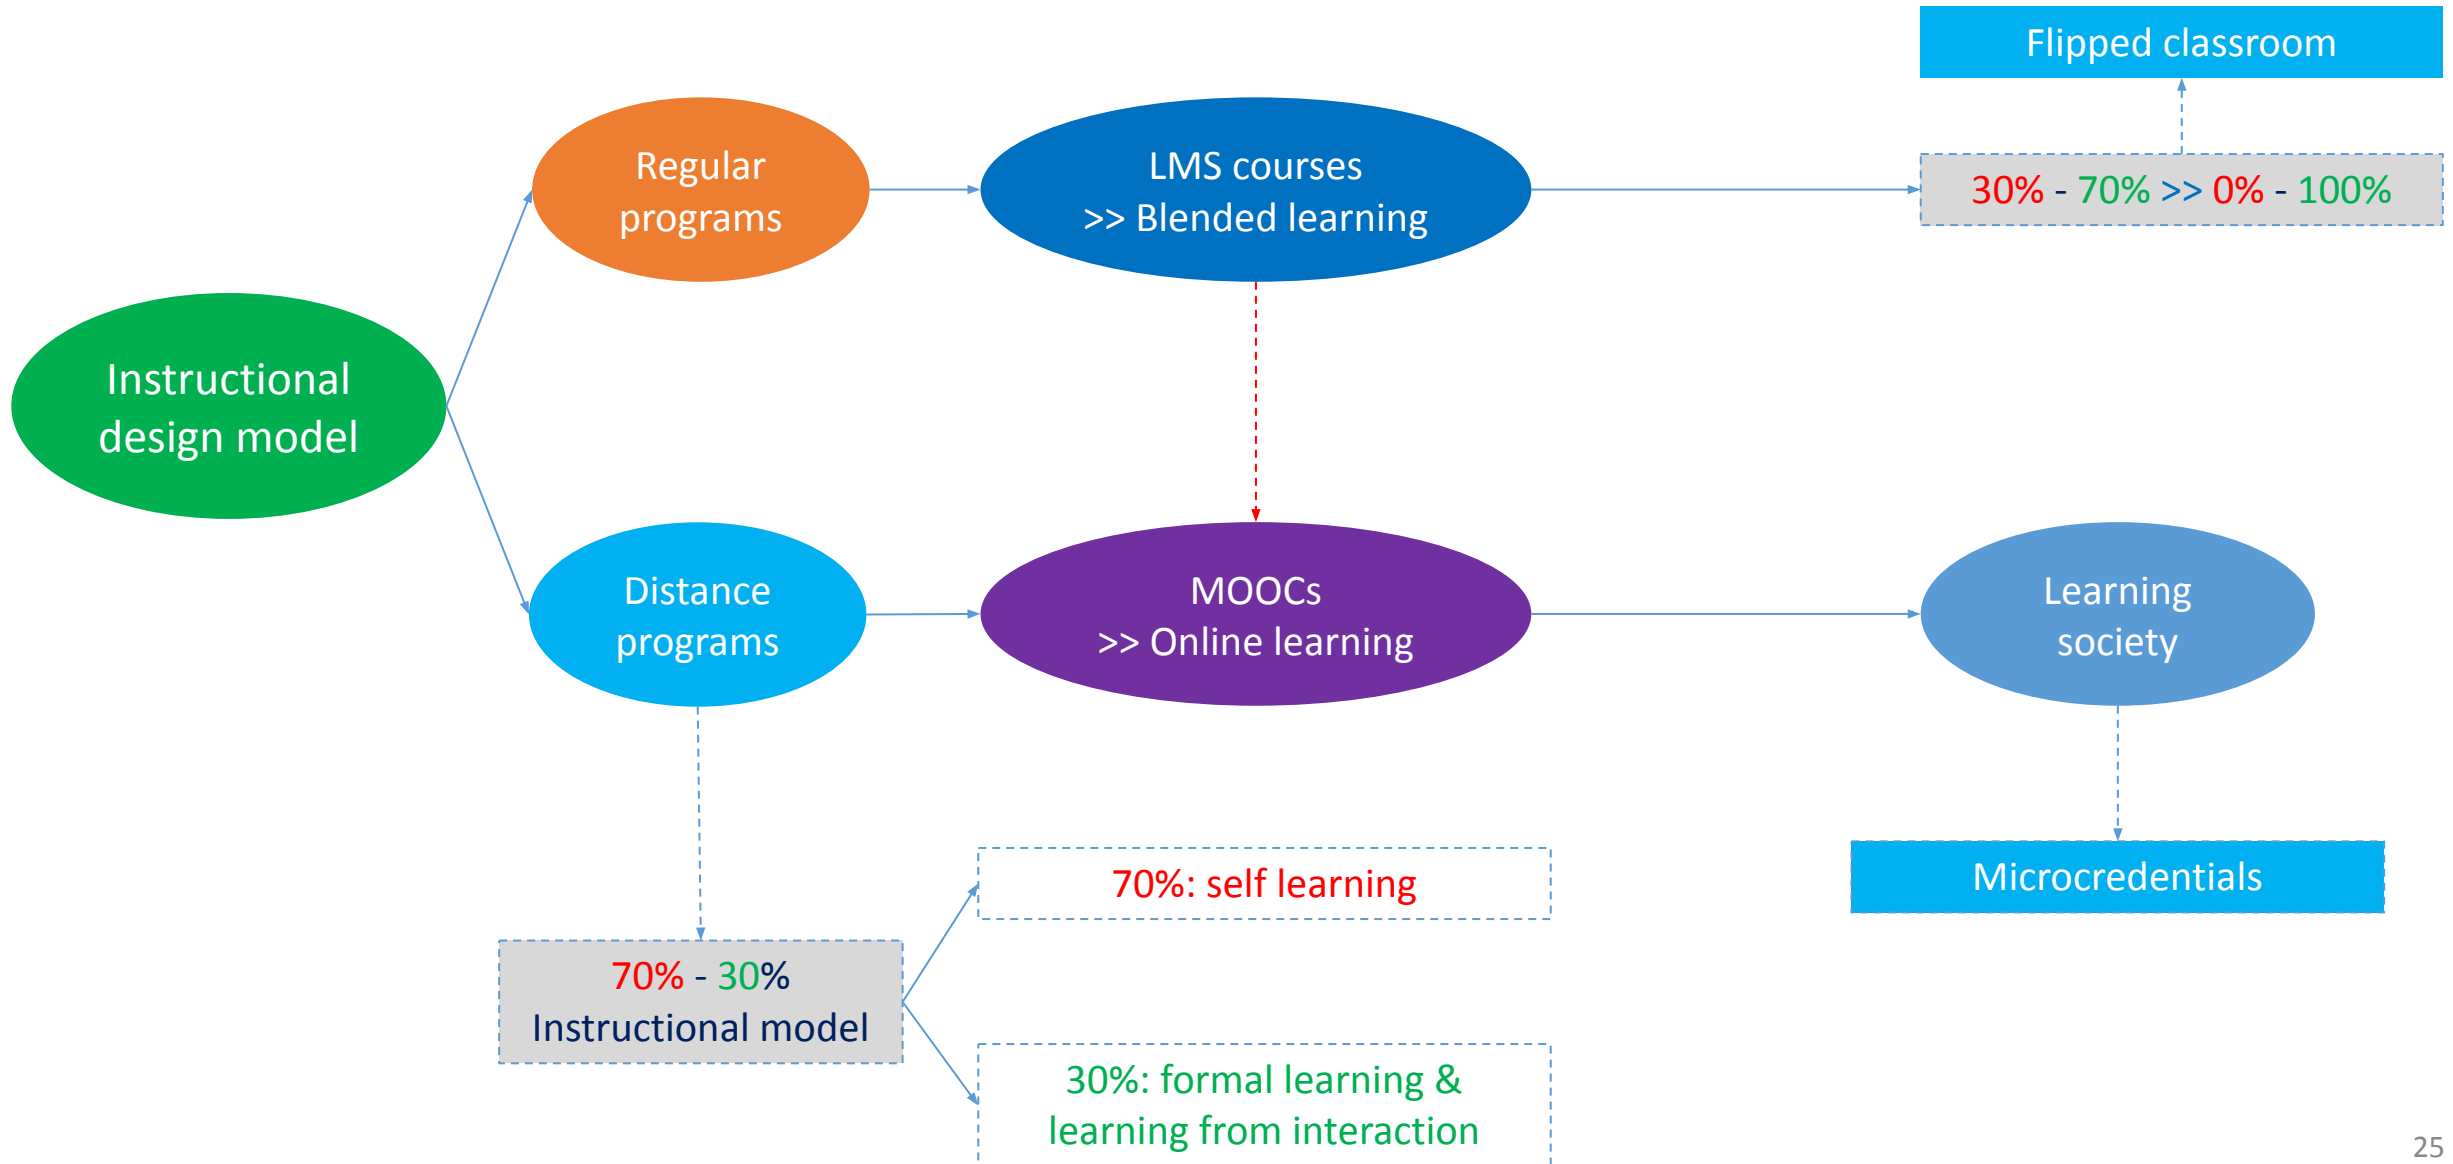 Flipped classroom
Regular
programs
LMS courses
>> Blended learning
30% - 70% >> 0% - 100%
Instructional
design model
Distance
programs
MOOCs
>> Online learning
Learning
society
70%: self learning
Microcredentials
70% - 30%
Instructional model
30%: formal learning &
learning from interaction
25